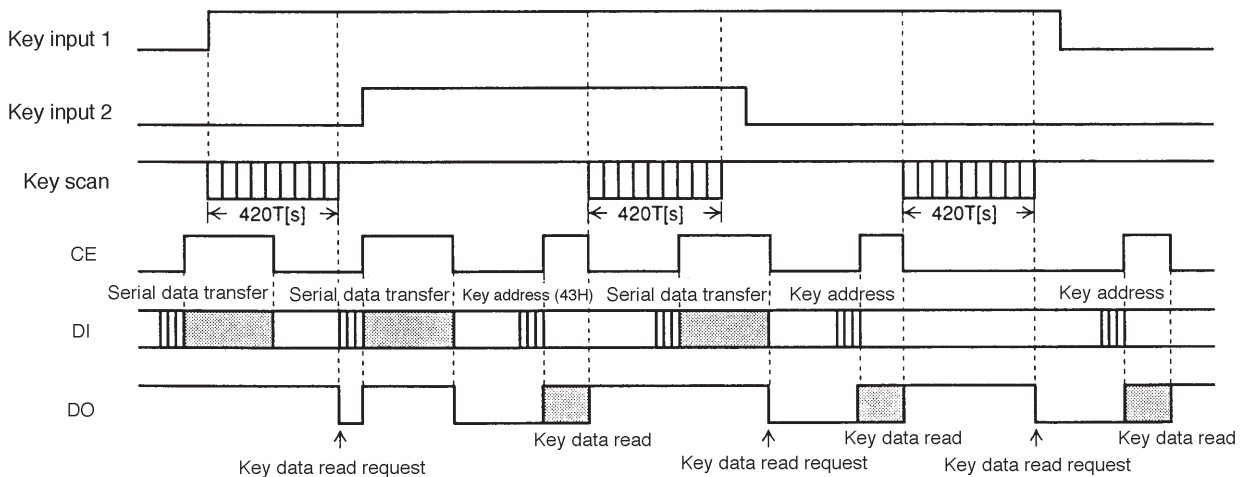 Key input 1
Key input 2
Key scan
420T[s] 420T[s] 420T[s]
CE
Serial data transfer Serial data transfer Key address (43H) Serial data transfer Key address Key address
DI
DO
Key data read Key data read Key data read
Key data read request Key data read request Key data read request